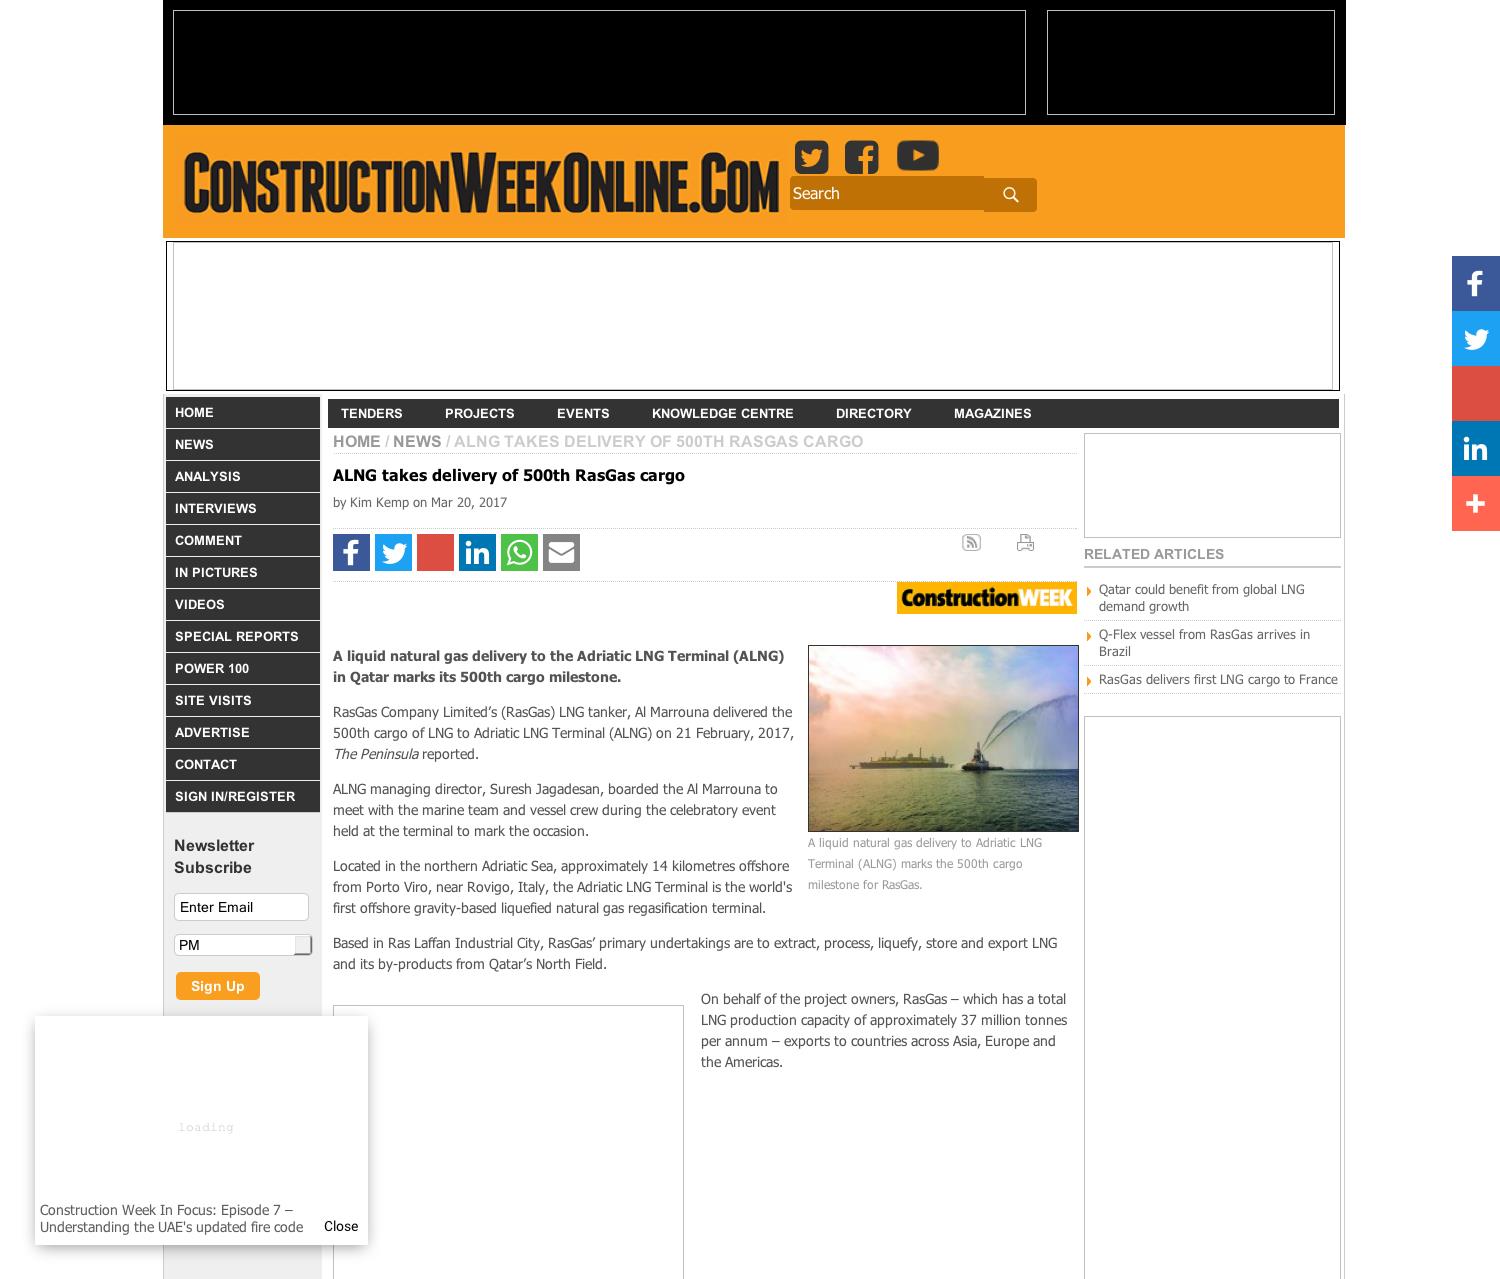 CONSTRUCTIONWEEKONLINE.COM
Search
HOME
NEWS
ANALYSIS
INTERVIEWS
COMMENT
IN PICTURES
VIDEOS
SPECIAL REPORTS
POWER 100
SITE VISITS
ADVERTISE
CONTACT
SIGN IN/REGISTER
Newsletter
Subscribe
Enter Email
PM
Sign Up
TENDERS PROJECTS EVENTS KNOWLEDGE CENTRE DIRECTORY MAGAZINES
HOME / NEWS / ALNG TAKES DELIVERY OF 500TH RASGAS CARGO
ALNG takes delivery of 500th RasGas cargo
by Kim Kemp on Mar 20, 2017
ConstructionWEEK
A liquid natural gas delivery to the Adriatic LNG Terminal (ALNG)
in Qatar marks its 500th cargo milestone.
RasGas Company Limited’s (RasGas) LNG tanker, Al Marrouna delivered the
500th cargo of LNG to Adriatic LNG Terminal (ALNG) on 21 February, 2017,
The Peninsula reported.
ALNG managing director, Suresh Jagadesan, boarded the Al Marrouna to
meet with the marine team and vessel crew during the celebratory event
held at the terminal to mark the occasion.
Located in the northern Adriatic Sea, approximately 14 kilometres offshore
from Porto Viro, near Rovigo, Italy, the Adriatic LNG Terminal is the world's
first offshore gravity-based liquefied natural gas regasification terminal.
A liquid natural gas delivery to Adriatic LNG
Terminal (ALNG) marks the 500th cargo
milestone for RasGas.
Based in Ras Laffan Industrial City, RasGas’ primary undertakings are to extract, process, liquefy, store and export LNG
and its by-products from Qatar’s North Field.
On behalf of the project owners, RasGas – which has a total
LNG production capacity of approximately 37 million tonnes
per annum – exports to countries across Asia, Europe and
the Americas.
RELATED ARTICLES
Qatar could benefit from global LNG
demand growth
Q-Flex vessel from RasGas arrives in
Brazil
RasGas delivers first LNG cargo to France
loading
Construction Week In Focus: Episode 7 –
Understanding the UAE's updated fire code
Close